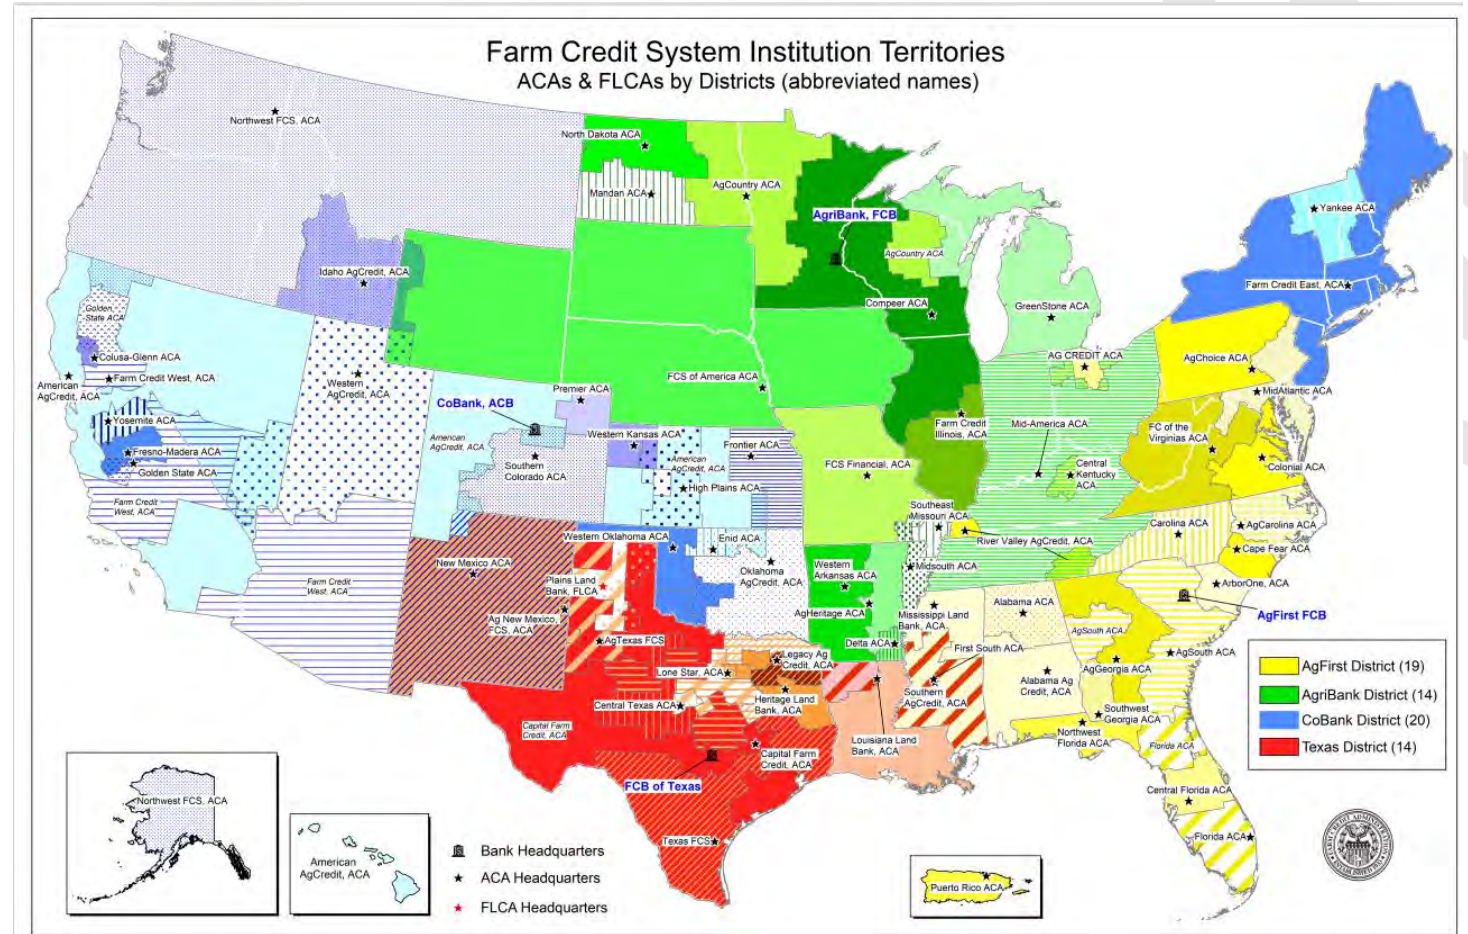 Farm Credit System Institution Territories
ACAs & FLCAs by Districts (abbreviated names)
Northwest FCS, ACA
North Dakota ACA
Mandan ACA
AgCountry ACA
AgriBank, FCB
AgCountry ACA
Yankee ACA
Idaho AgCredit, ACA
Farm Credit East, ACA
Compeer ACA
GreenStone ACA
Golden
State ACA
Colusa-Glenn ACA
AG CREDIT ACA
AgChoice ACA
Farm Credit West, ACA
American
AgCredit, ACA
Western
AgCredit, ACA
FCS of America ACA
Premier ACA
MidAtlantic ACA
CoBank, ACB
Yosemite ACA
Farm Credit
Illinois, ACA
Mid-America ACA
FC of the
Virginias ACA
American
AgCredit, ACA
Western Kansas ACA
Frontier ACA
American
AgCredit, ACA
Fresno-Madera ACA
Golden State ACA
Southern
Colorado ACA
FCS Financial, ACA
Central
Kentucky
ACA
Colonial ACA
High Plains ACA
Farm Credit
West, ACA
Southeast
Missouri ACA
Carolina ACA
AgCarolina ACA
Western Oklahoma ACA
Enid ACA
River Valley AgCredit, ACA
Cape Fear ACA
New Mexico ACA
Oklahoma
AgCredit, ACA
Western
Arkansas ACA
Midsouth ACA
Farm Credit
West, ACA
Plains Land
Bank, FLCA
ArborOne, ACA
AgHeritage ACA
Mississippi Land
Bank, ACA
Alabama ACA
AgFirst FCB
Ag New Mexico,
FCS, ACA
AgTexas FCS
Delta ACA
First South ACA
AgSouth ACA
AgSouth ACA
Legacy Ag
Credit, ACA
Lone Star, ACA
AgGeorgia ACA
Alabama Ag
Credit, ACA
Southern
AgCredit, ACA
Heritage Land
Bank, ACA
Central Texas ACA
Southwest
Georgia ACA
Capital Farm
Credit, ACA
Northwest
Florida ACA
Florida ACA
Louisiana Land
Bank, ACA
Capital Farm
Credit, ACA
FCB of Texas
Central Florida ACA
Texas FCS
Florida ACA
AgFirst District (19)
AgriBank District (14)
CoBank District (20)
Texas District (14)
Northwest FCS, ACA
American
AgCredit, ACA
Bank Headquarters
ACA Headquarters
FLCA Headquarters
Puerto Rico ACA
FARM CREDIT ADMINISTRATION